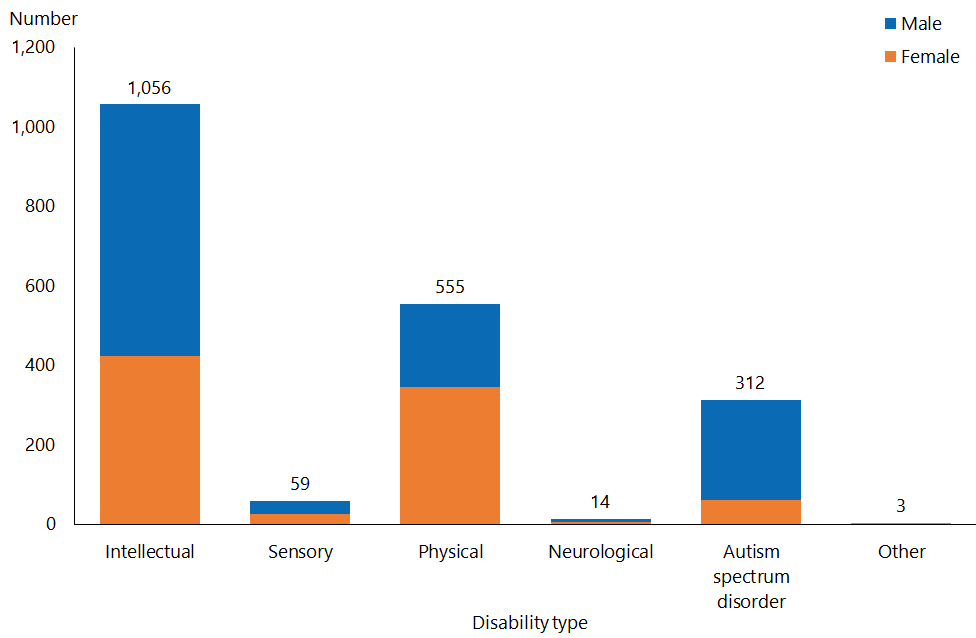 Number
Male
Female
1,200
1,000
800
600
400
200
0
1,056
59
555
14
312
3
Intellectual
Sensory
Physical
Neurological
Autism
spectrum
disorder
Other
Disability type